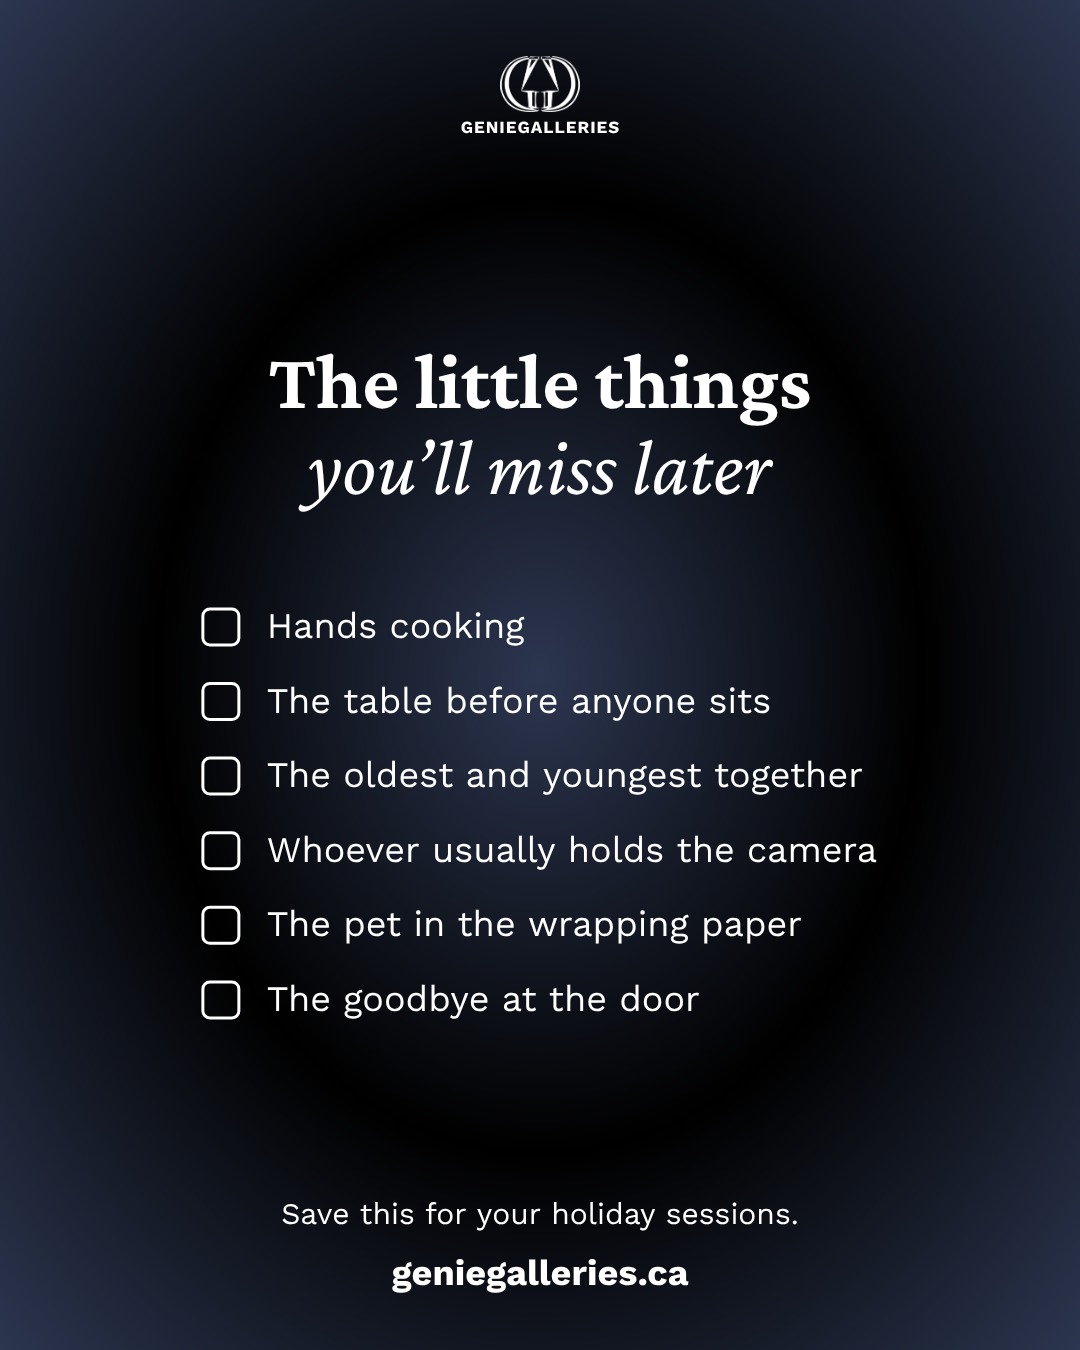 GENIEGALLERIES
The little things
you’ll miss later
Hands cooking
The table before anyone sits
The oldest and youngest together
Whoever usually holds the camera
The pet in the wrapping paper
The goodbye at the door
Save this for your holiday sessions.
geniegalleries.ca